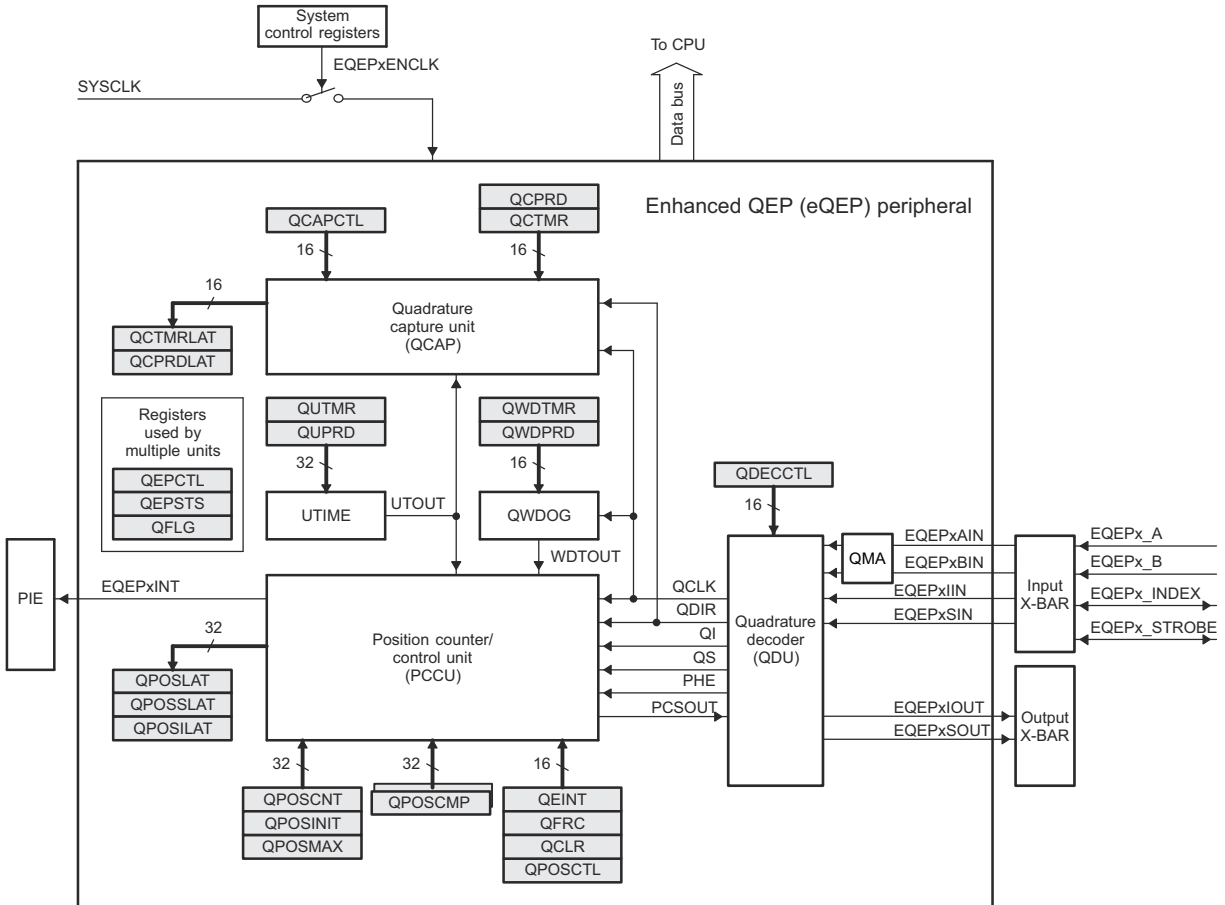 System
control registers
To CPU
EQEPxENCLK
SYSCLK
Data bus
Enhanced QEP (eQEP) peripheral
QCAPCTL
16
QCPRD
QCTMR
16
16
Quadrature
capture unit
(QCAP)
QCTMRLAT
QCPRDLAT
Registers
used by
multiple units
QEPCTL
QEPSTS
QFLG
QUTMR
QUPRD
32
QWDTMR
QWDPRD
16
UTIME
UTOUT
QWDOG
WDTOUT
QDECCTL
16
QMA
EQEPxAIN
EQEPxBIN
EQEPxIIN
EQEPxSIN
Input
X-BAR
EQEPx_A
EQEPx_B
EQEPx_INDEX
EQEPx_STROBE
PIE
EQEPxINT
Position counter/
control unit
(PCCU)
QCLK
QDIR
QI
QS
PHE
PCSOUT
Quadrature
decoder
(QDU)
32
QPOSLAT
QPOSSLAT
QPOSILAT
EQEPxIOUT
EQEPxSOUT
Output
X-BAR
32
32
16
QPOSCNT
QPOSINIT
QPOSMAX
QPOSCMP
QEINT
QFRC
QCLR
QPOSCTL